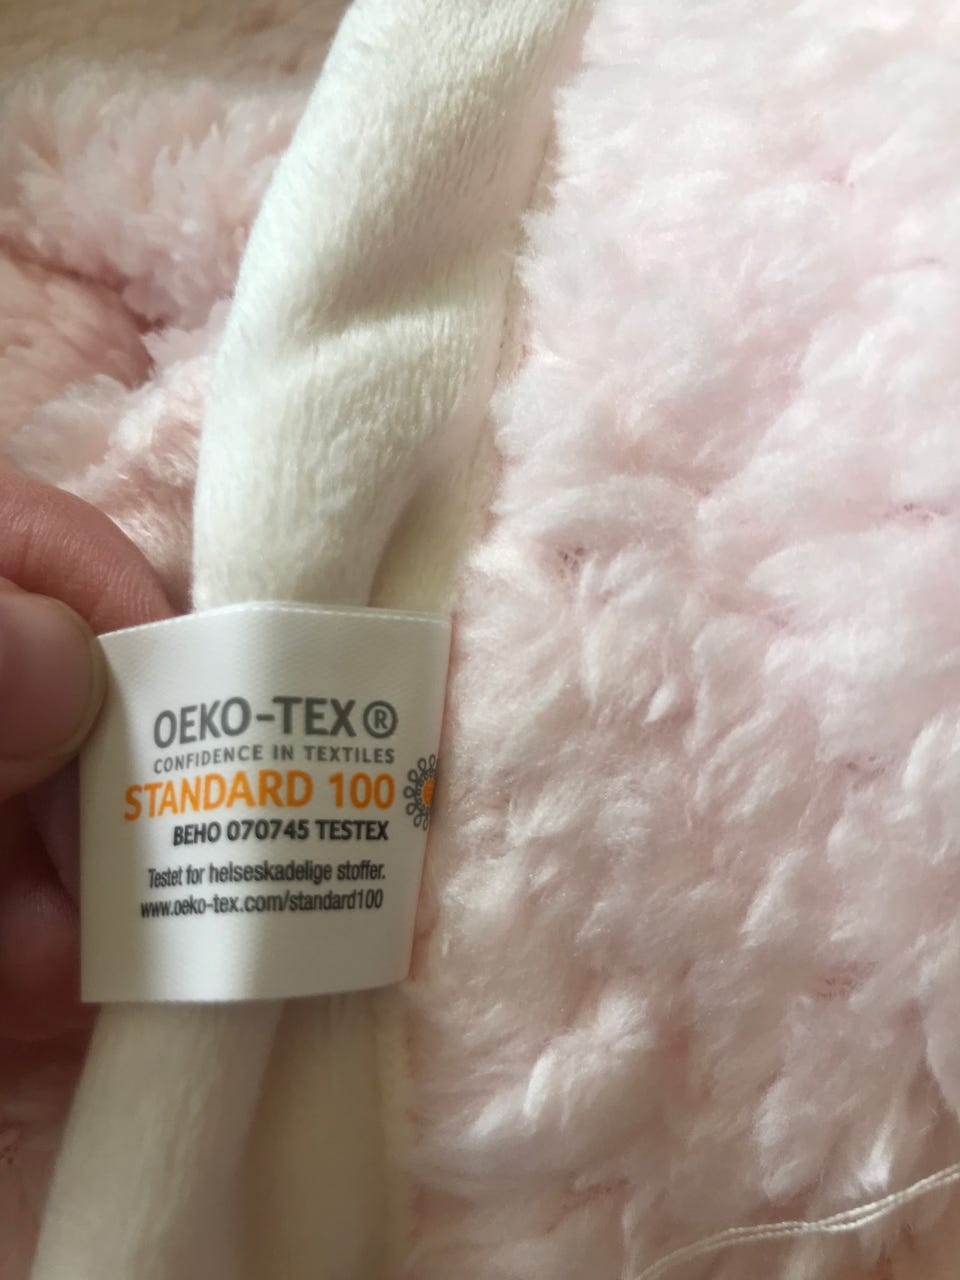 OEKO-TEX®
CONFIDENCE IN TEXTILES
STANDARD 100
BEHO 070745 TESTEX
Testet for helseskadelige stoffer.
www.oeko-tex.com/standard100